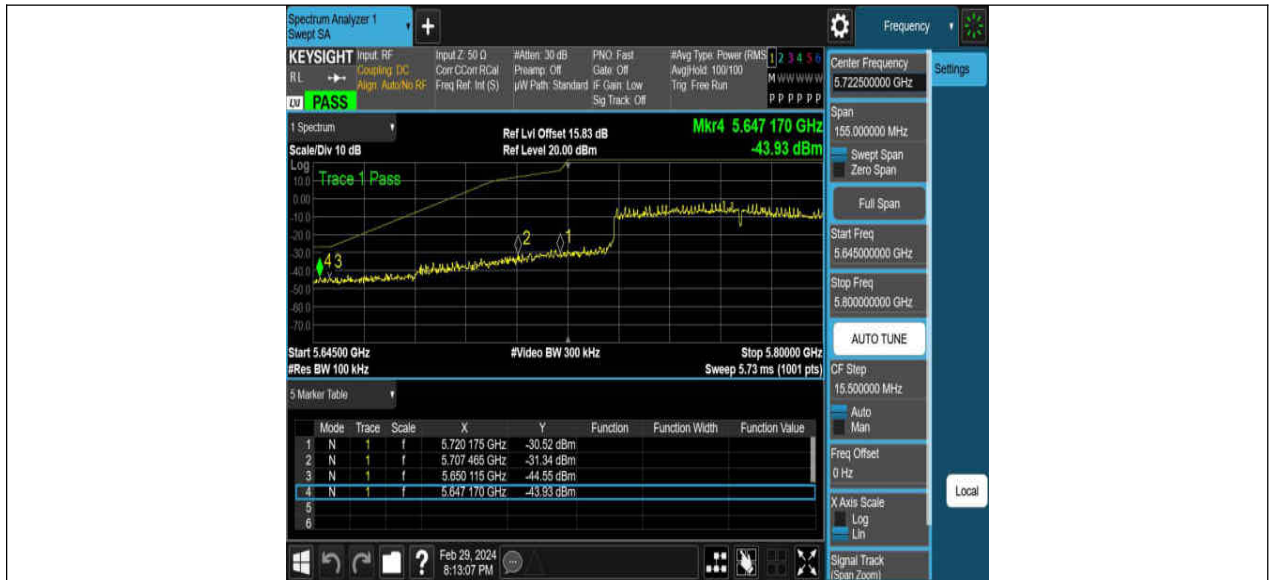 Spectrum Analyzer 1
Swept SA
+
Frequency
KEYSIGHT
RL
LXI PASS
Input: RF
Coupling: DC
Align: Auto/No RF
Input Z: 50 Ω
Corr CCorr RCal
Freq Ref: Int (S)
#Atten: 30 dB
Preamp: Off
µW Path: Standard
PNO: Fast
Gate: Off
IF Gain: Low
Sig Track: Off
#Avg Type: Power (RMS
Avg|Hold: 100/100
Trig: Free Run
1 2 3 4 5 6
M W W W W W
P P P P P P
1 Spectrum
Scale/Div 10 dB
Ref Lvl Offset 15.83 dB
Ref Level 20.00 dBm
Mkr4 5.647 170 GHz
-43.93 dBm
Log
Trace 1 Pass
10.0
0.00
-10.0
-20.0
-30.0
-40.0
-50.0
-60.0
-70.0
4 3
2
1
Start 5.64500 GHz
#Video BW 300 kHz
Stop 5.80000 GHz
#Res BW 100 kHz
Sweep 5.73 ms (1001 pts)
5 Marker Table
Mode Trace Scale X Y Function Function Width Function Value
1 N 1 f 5.720 175 GHz -30.52 dBm
2 N 1 f 5.707 465 GHz -31.34 dBm
3 N 1 f 5.650 115 GHz -44.55 dBm
4 N 1 f 5.647 170 GHz -43.93 dBm
5
6
?
Feb 29, 2024
8:13:07 PM
Center Frequency
5.722500000 GHz
Settings
Span
155.000000 MHz
Swept Span
Zero Span
Full Span
Start Freq
5.645000000 GHz
Stop Freq
5.800000000 GHz
AUTO TUNE
CF Step
15.500000 MHz
Auto
Man
Freq Offset
0 Hz
X Axis Scale
Log
Lin
Local
Signal Track
(Span Zoom)